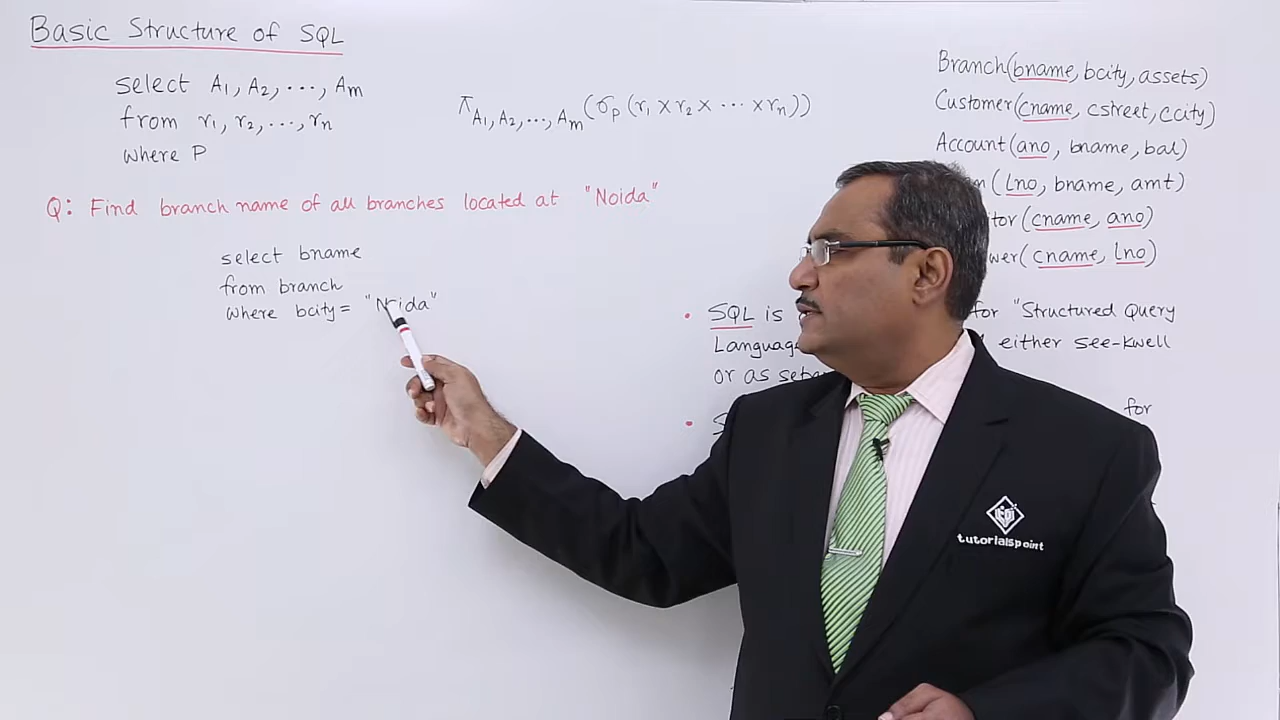 Basic Structure of SQL
select A1, A2, ..., Am
from r1, r2, ..., rn
where P
πA1, A2, ..., Am (σp (r1 × r2 × ... × rn))
Q: Find branch name of all branches located at "Noida"
select bname
from branch
where bcity = "Noida"
Branch(bname, bcity, assets)
Customer(cname, cstreet, ccity)
Account(ano, bname, bal)
(lno, bname, amt)
(cname, ano)
(cname, lno)
• SQL is for "Structured Query
either see-kwell
or as
for
tutorialspoint